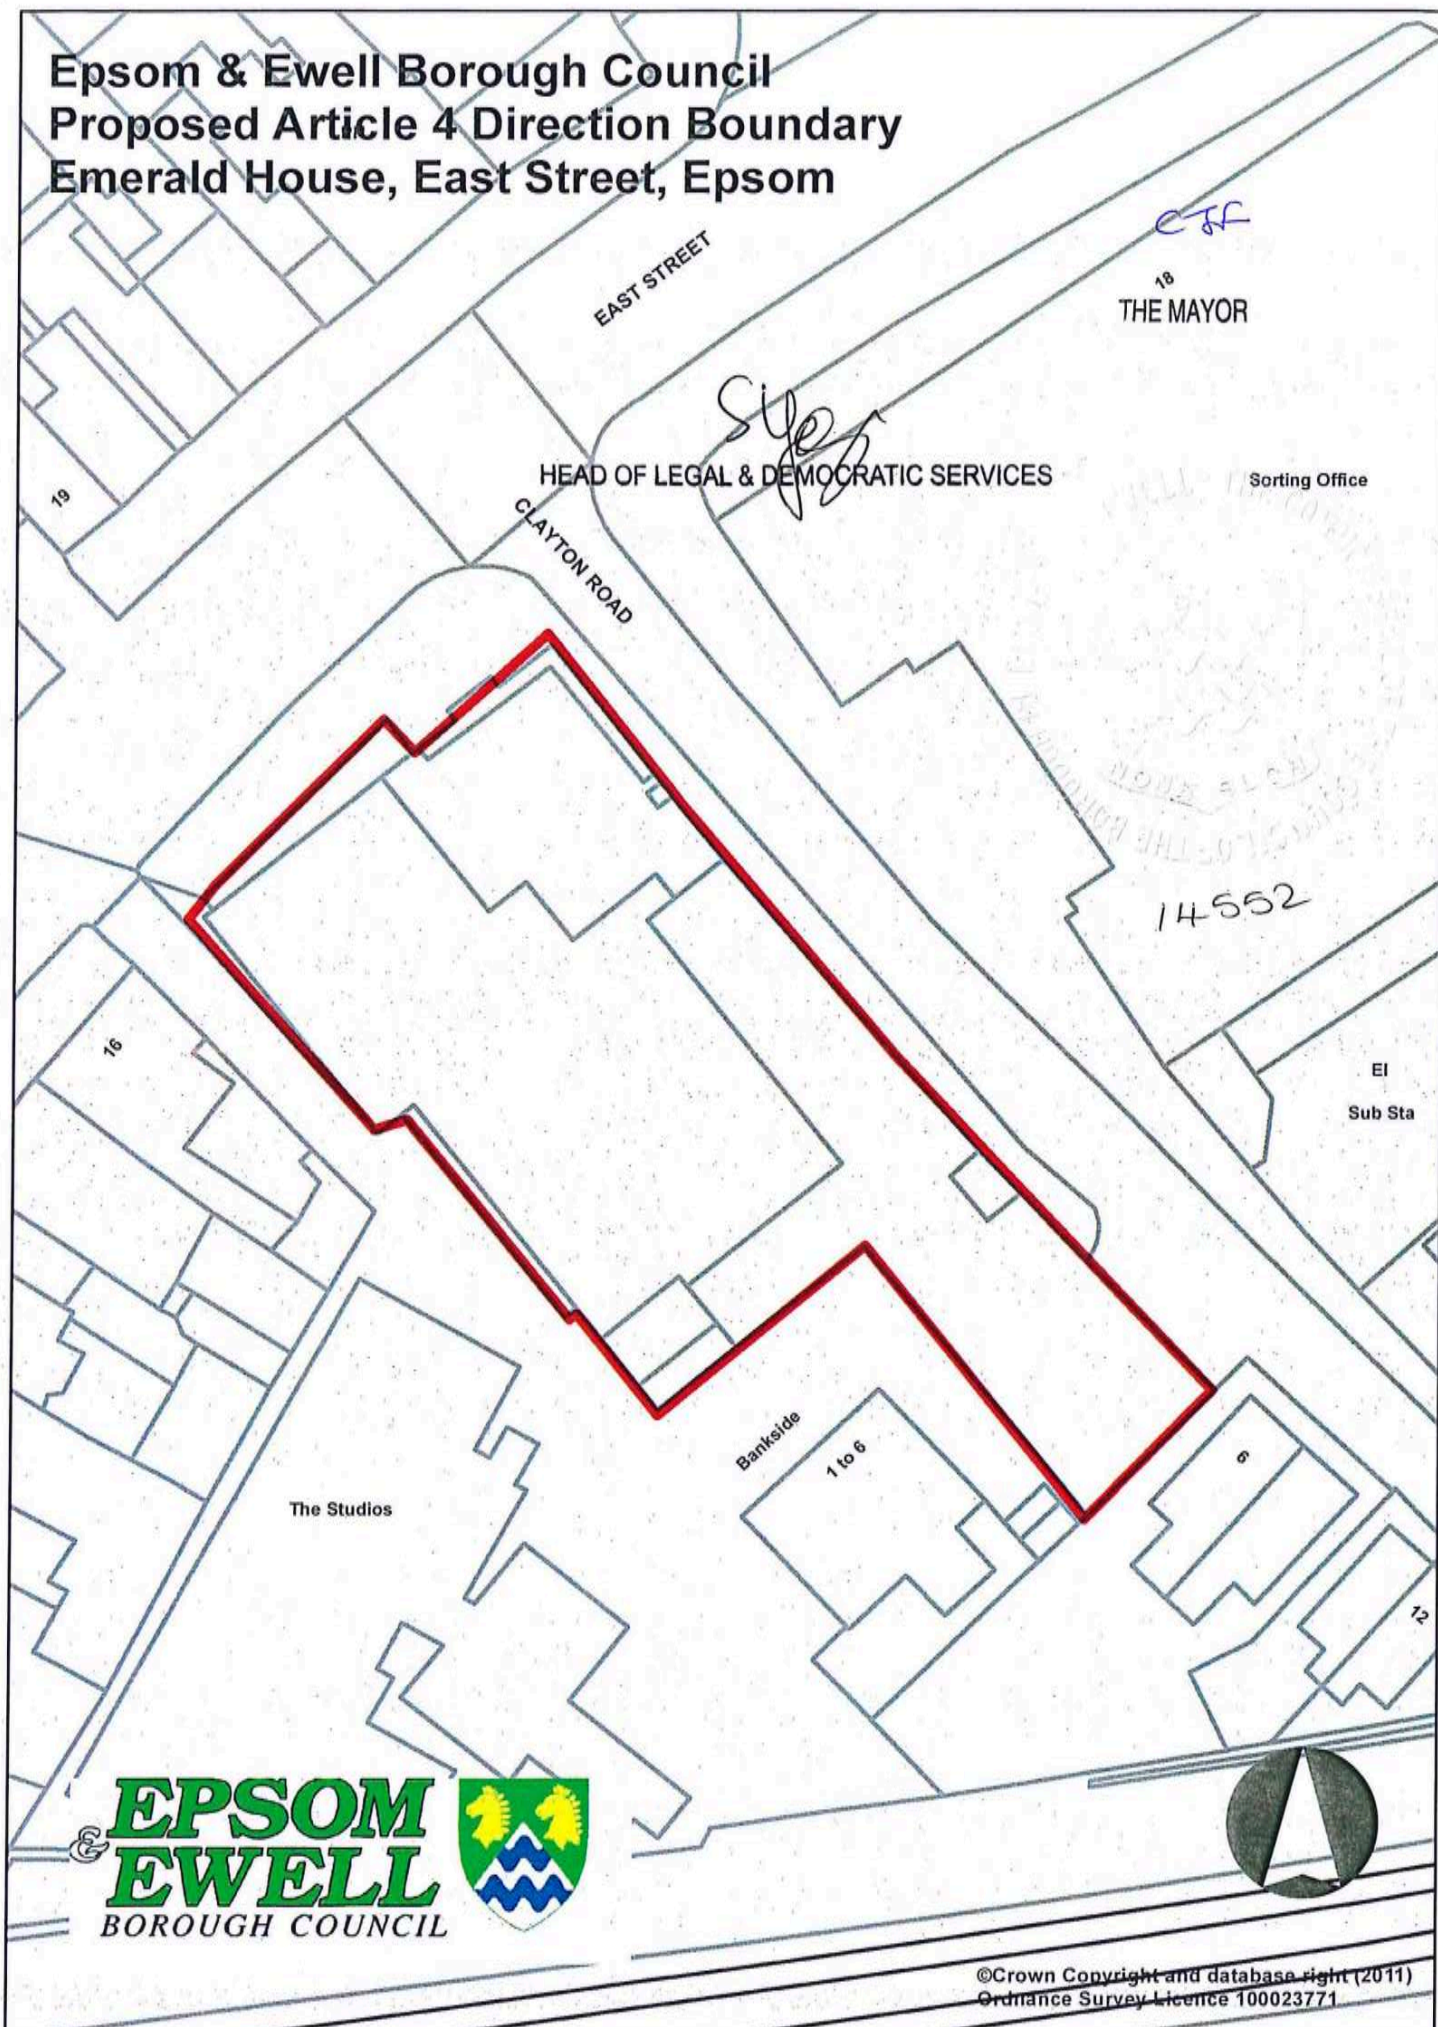 Epsom & Ewell Borough Council
Proposed Article 4 Direction Boundary
Emerald House, East Street, Epsom
EAST STREET
18
THE MAYOR
HEAD OF LEGAL & DEMOCRATIC SERVICES
Sorting Office
19
CLAYTON ROAD
14552
16
El
Sub Sta
Bankside
1 to 6
6
The Studios
12
EPSOM
& EWELL
BOROUGH COUNCIL
©Crown Copyright and database right (2011)
Ordnance Survey Licence 100023771